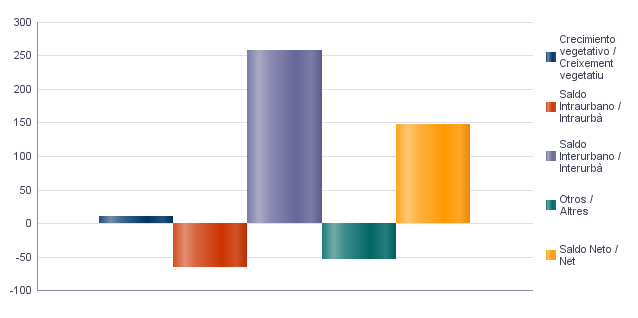 300
250
200
150
100
50
0
-50
-100
Crecimiento
vegetativo /
Creixement
vegetatiu
Saldo
Intraurbano /
Intraurbà
Saldo
Interurbano /
Interurbà
Otros /
Altres
Saldo Neto /
Net